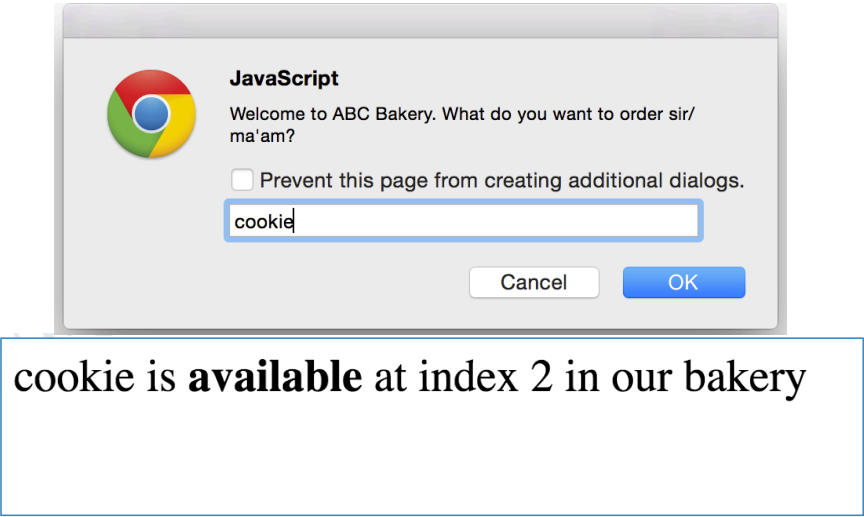 JavaScript
Welcome to ABC Bakery. What do you want to order sir/
ma'am?
Prevent this page from creating additional dialogs.
cookie
Cancel
OK
cookie is available at index 2 in our bakery